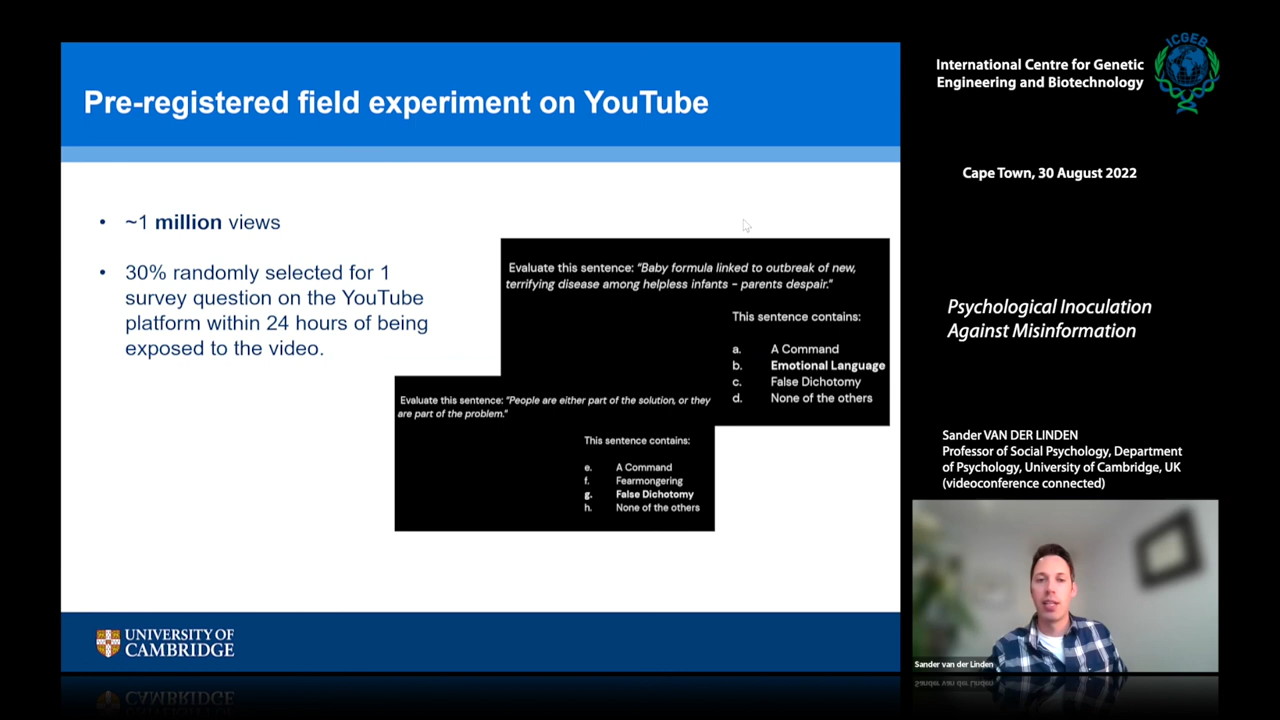 Pre-registered field experiment on YouTube
• ~1 million views
• 30% randomly selected for 1
survey question on the YouTube
platform within 24 hours of being
exposed to the video.
Evaluate this sentence: "Baby formula linked to outbreak of new,
terrifying disease among helpless infants – parents despair."
This sentence contains:
a. A Command
b. Emotional Language
c. False Dichotomy
d. None of the others
Evaluate this sentence: "People are either part of the solution, or they
are part of the problem."
This sentence contains:
e. A Command
f. Fearmongering
g. False Dichotomy
h. None of the others
UNIVERSITY OF
CAMBRIDGE
International Centre for Genetic
Engineering and Biotechnology
ICGEB
Cape Town, 30 August 2022
Psychological Inoculation
Against Misinformation
Sander VAN DER LINDEN
Professor of Social Psychology, Department
of Psychology, University of Cambridge, UK
(videoconference connected)
Sander van der Linden